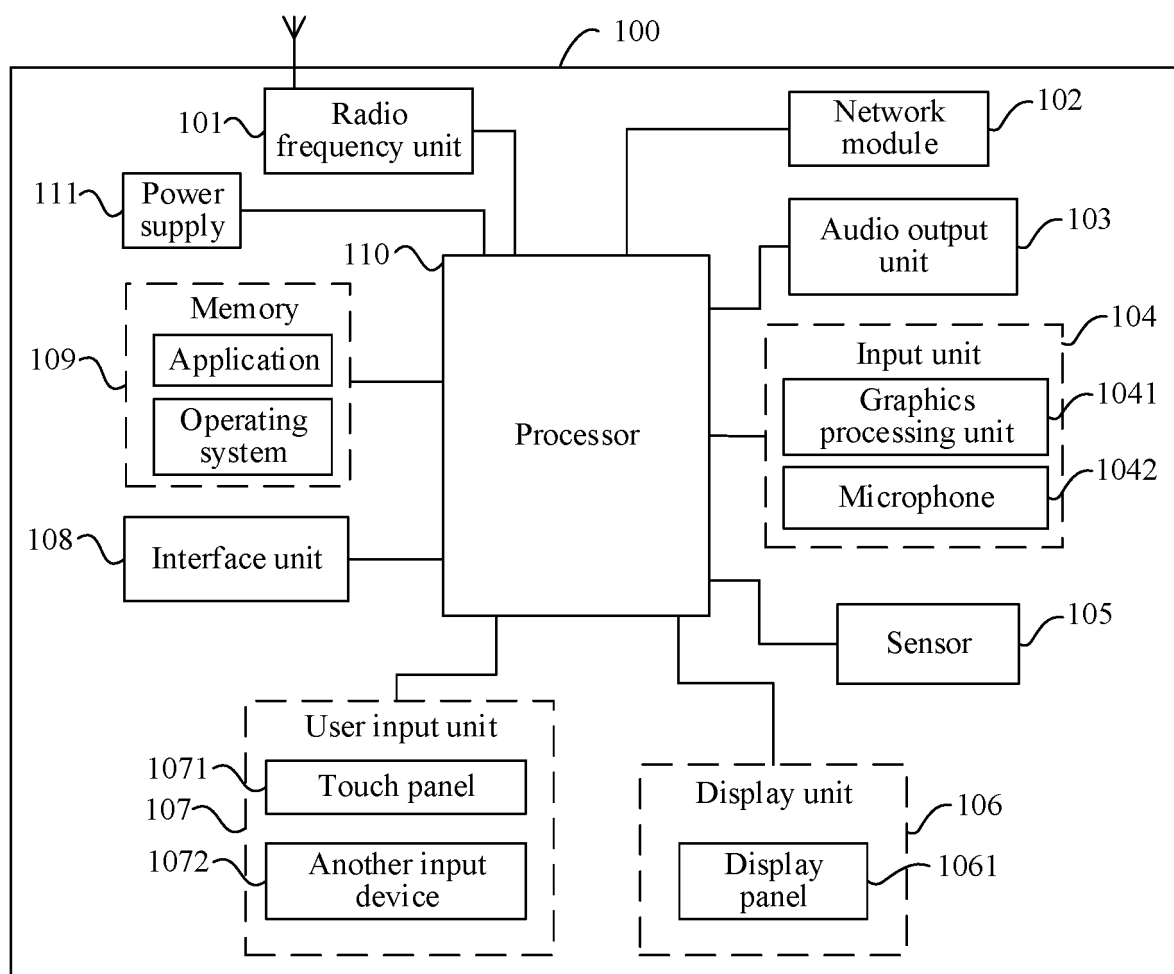 100
101
Radio
frequency unit
Network
module
102
111
Power
supply
110
Audio output
unit
103
Memory
109
Application
Operating
system
Processor
104
Input unit
Graphics
processing unit
1041
Microphone
1042
108
Interface unit
Sensor
105
User input unit
1071
Touch panel
107
1072
Another input
device
Display unit
106
Display
panel
1061